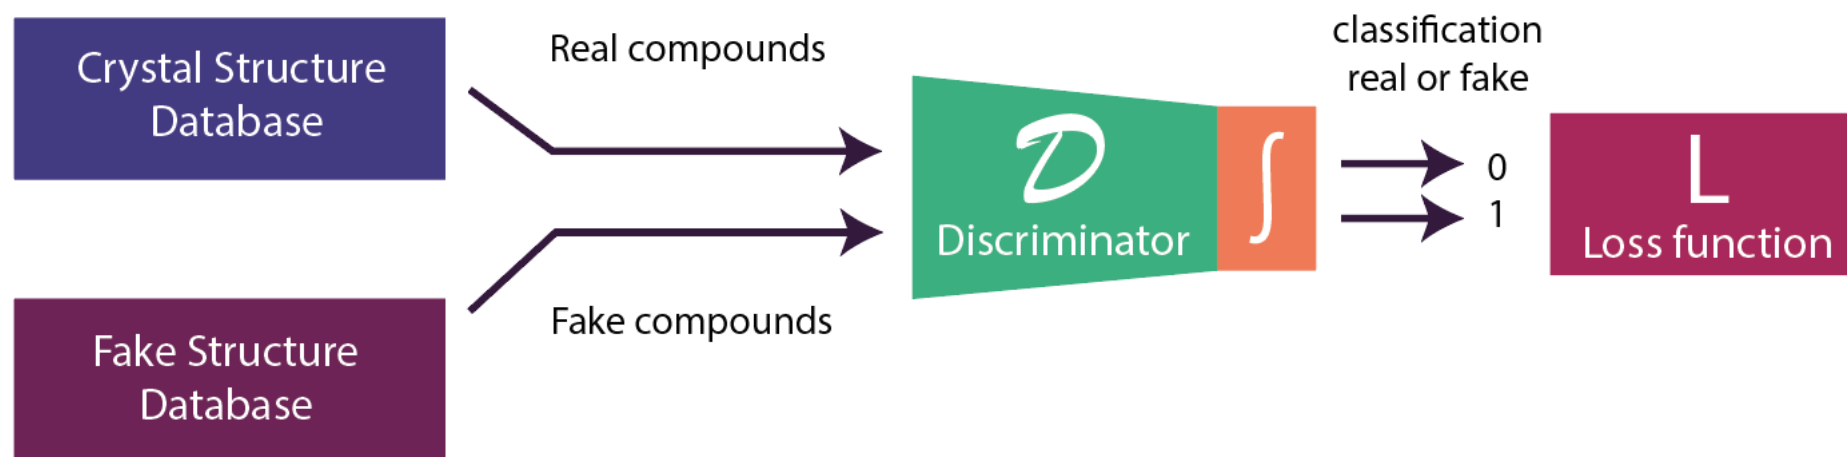 Crystal Structure
Database
Real compounds
Fake Structure
Database
Fake compounds
D
Discriminator
∫
classification
real or fake
0
1
L
Loss function